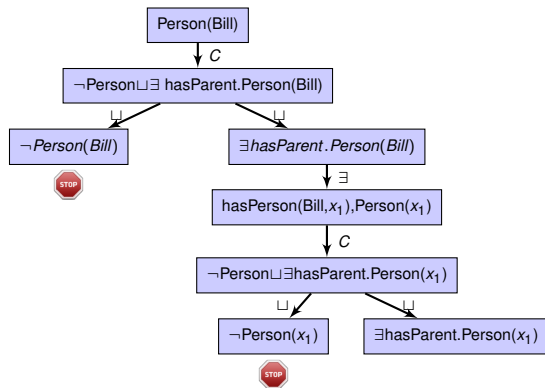 Person(Bill)
C
¬Person⊔∃ hasParent.Person(Bill)
⊔ ⊔
¬Person(Bill) ∃hasParent.Person(Bill)
STOP ∃
hasPerson(Bill,x₁),Person(x₁)
C
¬Person⊔∃hasParent.Person(x₁)
⊔ ⊔
¬Person(x₁) ∃hasParent.Person(x₁)
STOP